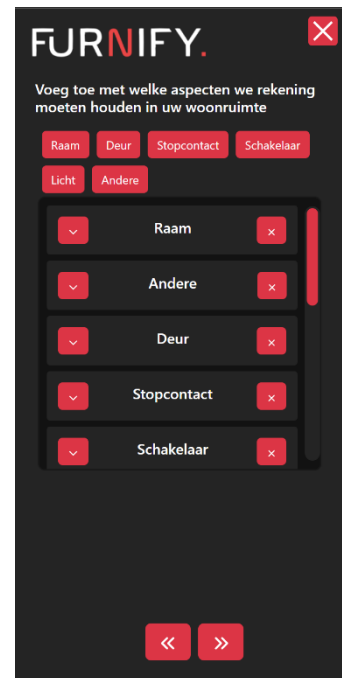 FURNIFY.
Voeg toe met welke aspecten we rekening
moeten houden in uw woonruimte
Raam Deur Stopcontact Schakelaar
Licht Andere
Raam
Andere
Deur
Stopcontact
Schakelaar